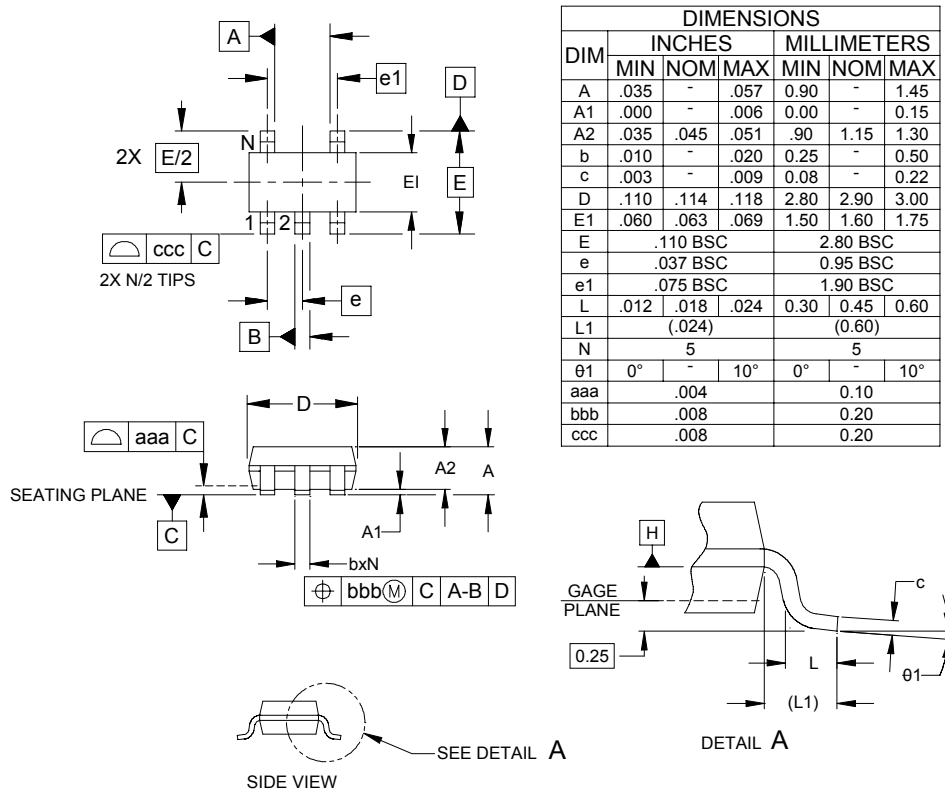 A
e1
D
N
2X E/2
EI
E
1 2
ccc C
2X N/2 TIPS
e
B
D
aaa C
A2
A
SEATING PLANE
C
A1
bxN
bbb M C A-B D
SIDE VIEW
SEE DETAIL A
DIMENSIONS
DIM INCHES MILLIMETERS
MIN NOM MAX MIN NOM MAX
A .035 - .057 0.90 - 1.45
A1 .000 - .006 0.00 - 0.15
A2 .035 .045 .051 .90 1.15 1.30
b .010 - .020 0.25 - 0.50
c .003 - .009 0.08 - 0.22
D .110 .114 .118 2.80 2.90 3.00
E1 .060 .063 .069 1.50 1.60 1.75
E .110 BSC 2.80 BSC
e .037 BSC 0.95 BSC
e1 .075 BSC 1.90 BSC
L .012 .018 .024 0.30 0.45 0.60
L1 (.024) (0.60)
N 5 5
θ1 0° - 10° 0° - 10°
aaa .004 0.10
bbb .008 0.20
ccc .008 0.20
H
GAGE
PLANE
c
0.25
L
θ1
(L1)
DETAIL A